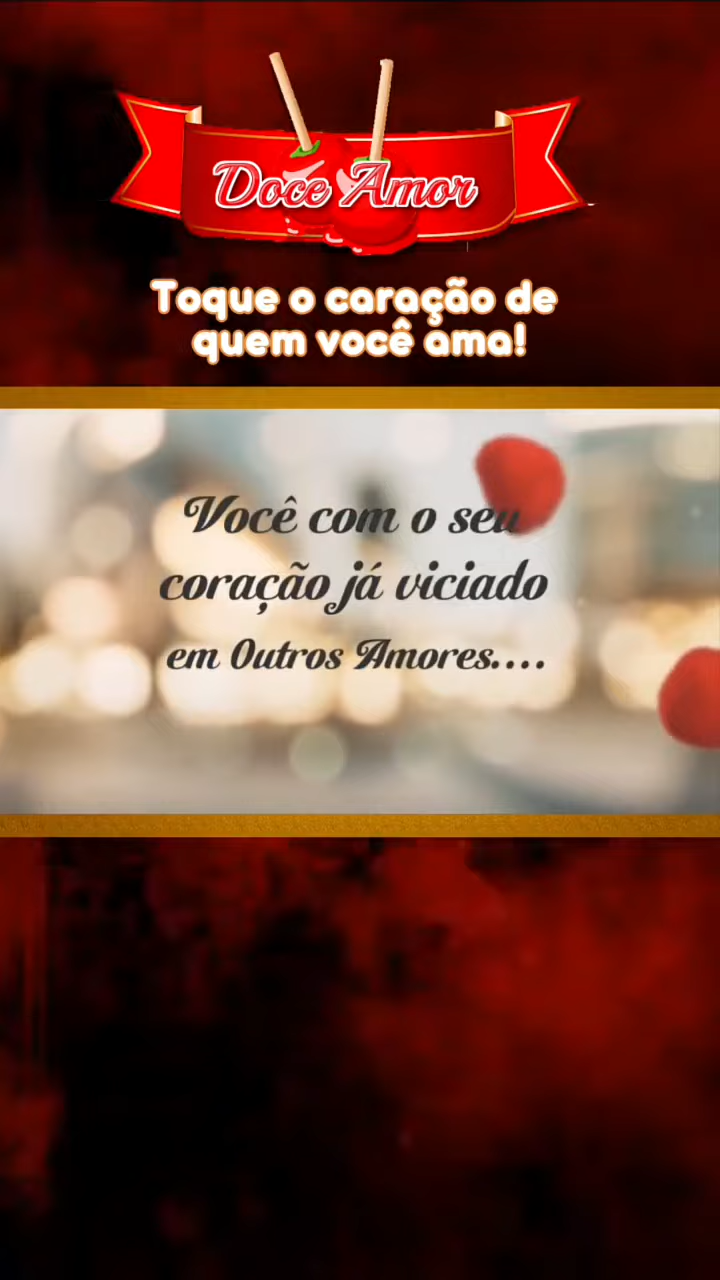 Doce Amor
Toque o caração de
quem você ama!
Você com o seu
coração já viciado
em Outros Amores....